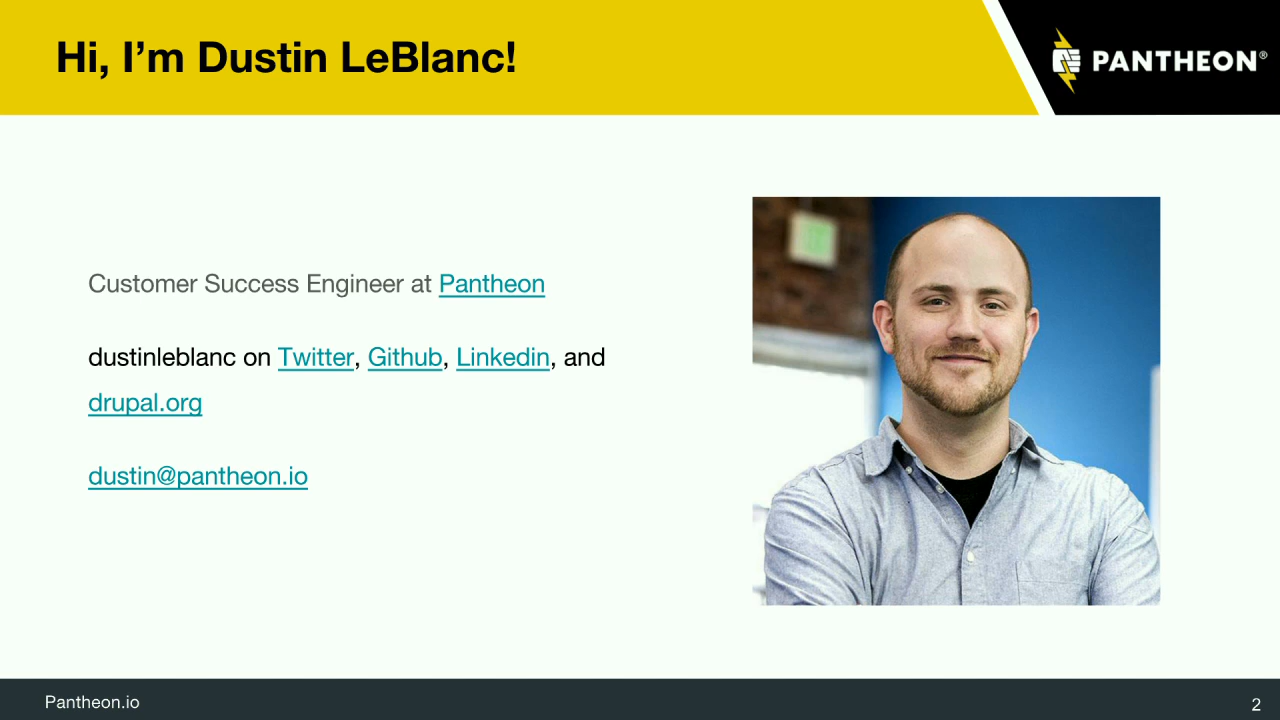 Hi, I’m Dustin LeBlanc!
PANTHEON®
Customer Success Engineer at Pantheon
dustinleblanc on Twitter, Github, Linkedin, and
drupal.org
dustin@pantheon.io
Pantheon.io
2